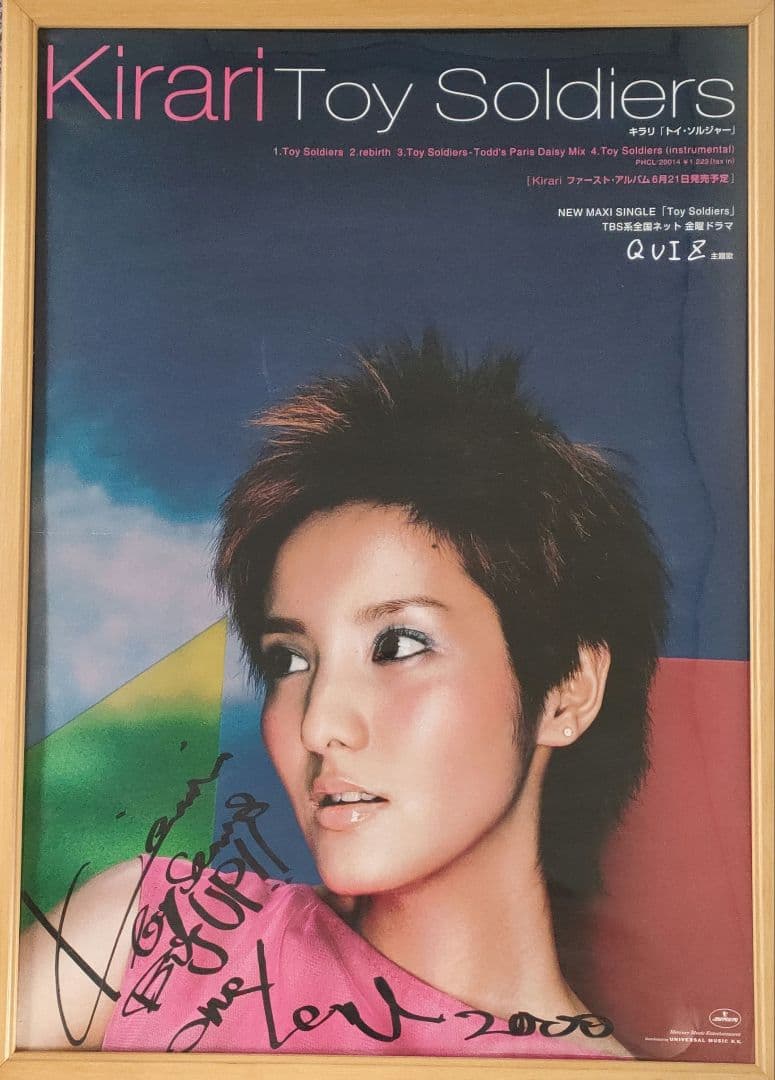 Kirari Toy Soldiers
キラリ「トイ・ソルジャー」
1.Toy Soldiers 2.rebirth 3.Toy Soldiers-Todd's Paris Daisy Mix 4.Toy Soldiers (instrumental)
PHCL-20014 ¥1,223(tax in)
[Kirari ファースト・アルバム6月21日発売予定]
NEW MAXI SINGLE「Toy Soldiers」
TBS系全国ネット 金曜ドラマ
QUIZ 主題歌
Big UP!!
one
2000
Mercury Music Entertainment
UNIVERSAL MUSIC K.K.